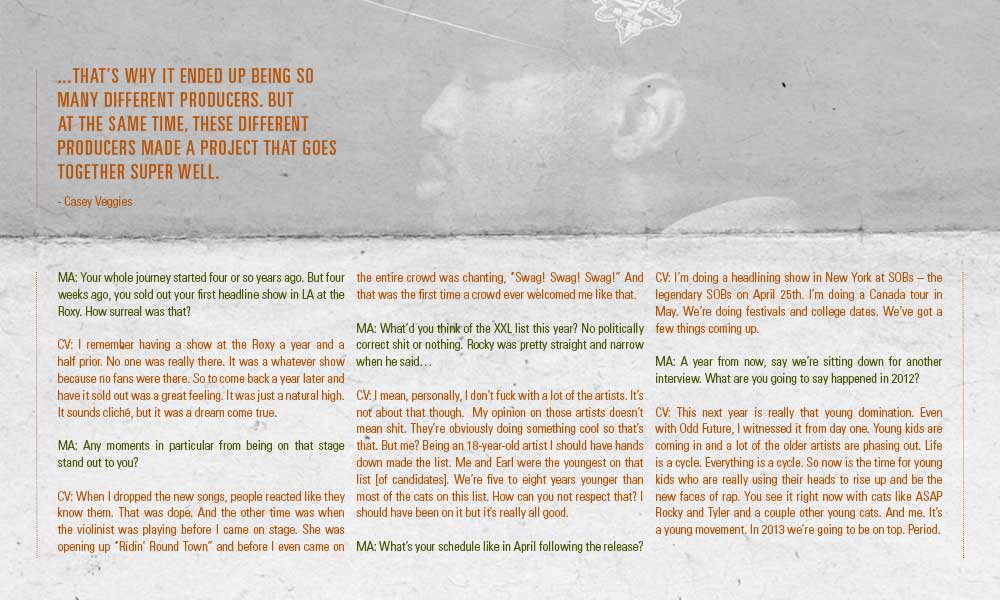 ...THAT'S WHY IT ENDED UP BEING SO
MANY DIFFERENT PRODUCERS. BUT
AT THE SAME TIME, THESE DIFFERENT
PRODUCERS MADE A PROJECT THAT GOES
TOGETHER SUPER WELL.
- Casey Veggies
MA: Your whole journey started four or so years ago. But four
weeks ago, you sold out your first headline show in LA at the
Roxy. How surreal was that?
CV: I remember having a show at the Roxy a year and a
half prior. No one was really there. It was a whatever show
because no fans were there. So to come back a year later and
have it sold out was a great feeling. It was just a natural high.
It sounds cliché, but it was a dream come true.
MA: Any moments in particular from being on that stage
stand out to you?
CV: When I dropped the new songs, people reacted like they
know them. That was dope. And the other time was when
the violinist was playing before I came on stage. She was
opening up "Ridin' Round Town" and before I even came on
the entire crowd was chanting, "Swag! Swag! Swag!" And
that was the first time a crowd ever welcomed me like that.
MA: What'd you think of the XXL list this year? No politically
correct shit or nothing. Rocky was pretty straight and narrow
when he said...
CV: I mean, personally, I don't fuck with a lot of the artists. It's
not about that though. My opinion on those artists doesn't
mean shit. They're obviously doing something cool so that's
that. But me? Being an 18-year-old artist I should have hands
down made the list. Me and Earl were the youngest on that
list [of candidates]. We're five to eight years younger than
most of the cats on this list. How can you not respect that? I
should have been on it but it's really all good.
MA: What's your schedule like in April following the release?
CV: I'm doing a headlining show in New York at SOBs – the
legendary SOBs on April 25th. I'm doing a Canada tour in
May. We're doing festivals and college dates. We've got a
few things coming up.
MA: A year from now, say we're sitting down for another
interview. What are you going to say happened in 2012?
CV: This next year is really that young domination. Even
with Odd Future, I witnessed it from day one. Young kids are
coming in and a lot of the older artists are phasing out. Life
is a cycle. Everything is a cycle. So now is the time for young
kids who are really using their heads to rise up and be the
new faces of rap. You see it right now with cats like ASAP
Rocky and Tyler and a couple other young cats. And me. It's
a young movement. In 2013 we're going to be on top. Period.